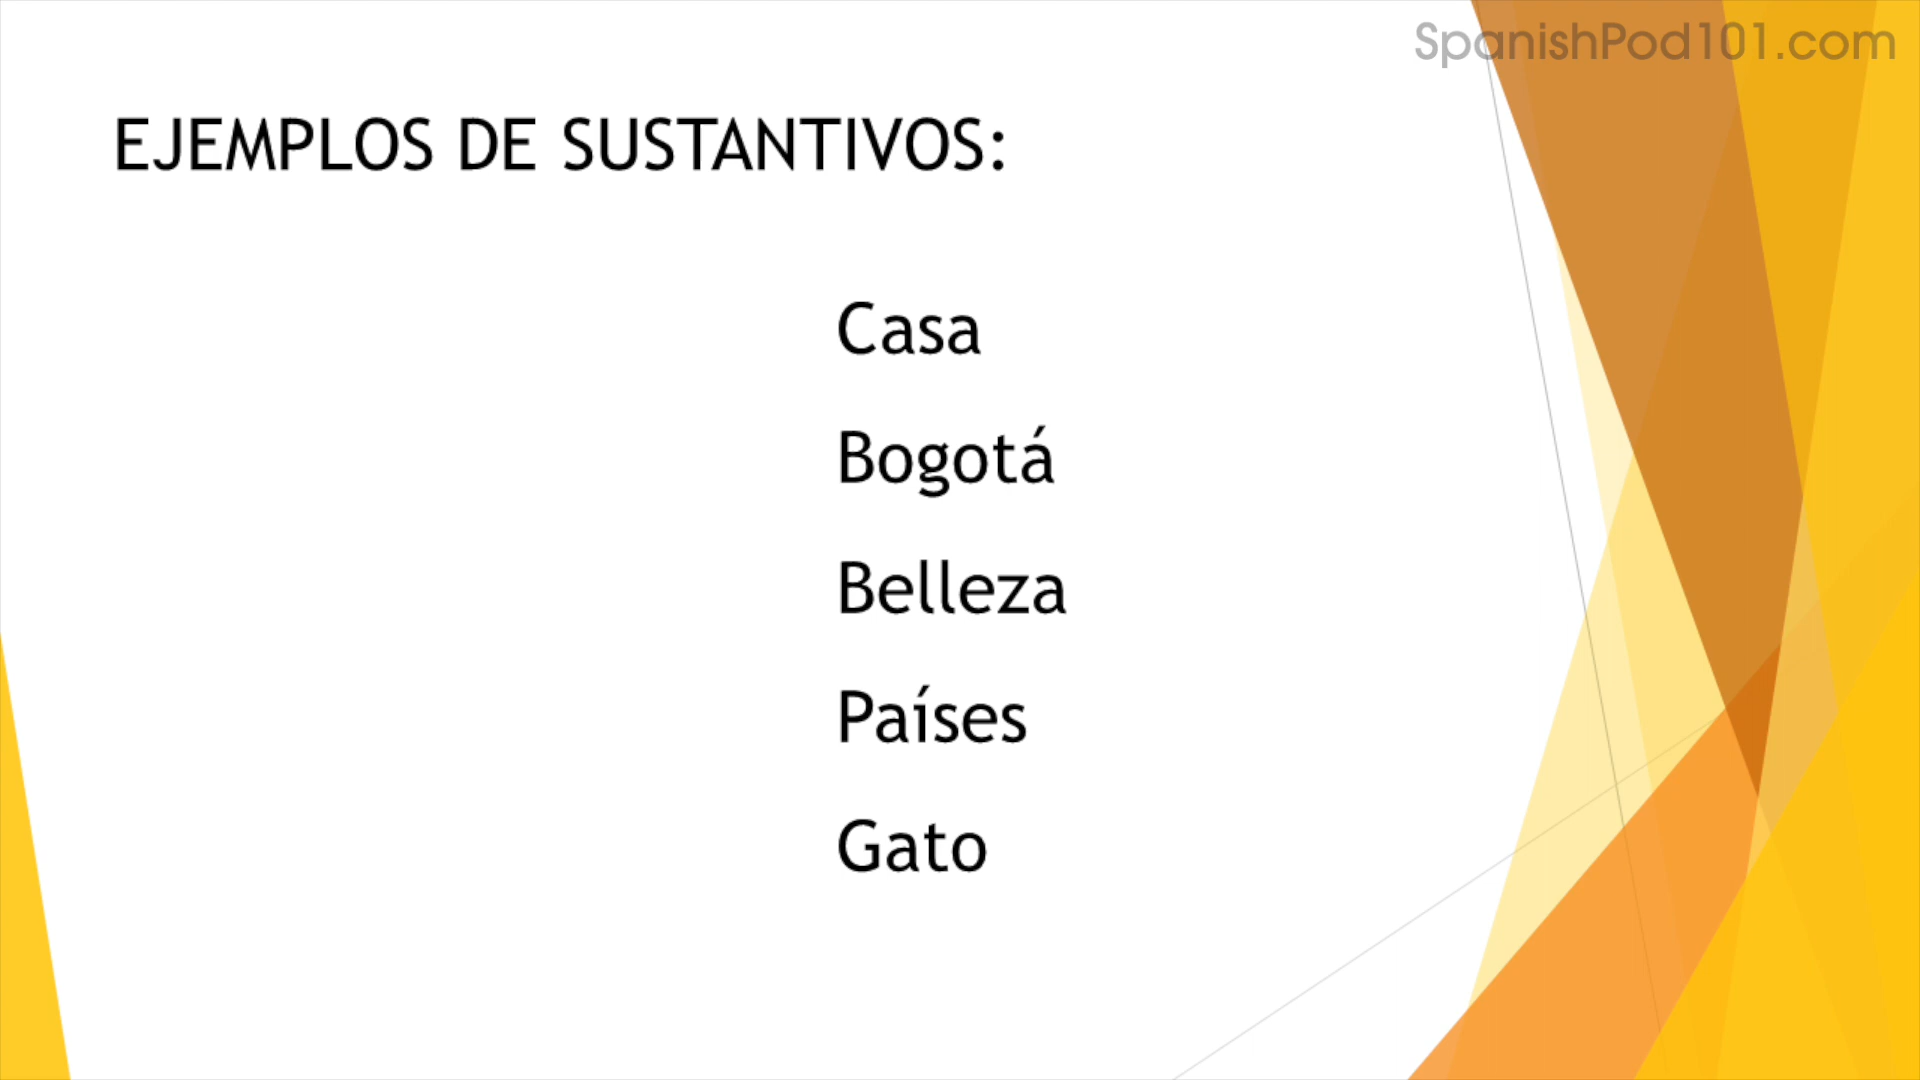 SpanishPod101.com
EJEMPLOS DE SUSTANTIVOS:
Casa
Bogotá
Belleza
Países
Gato